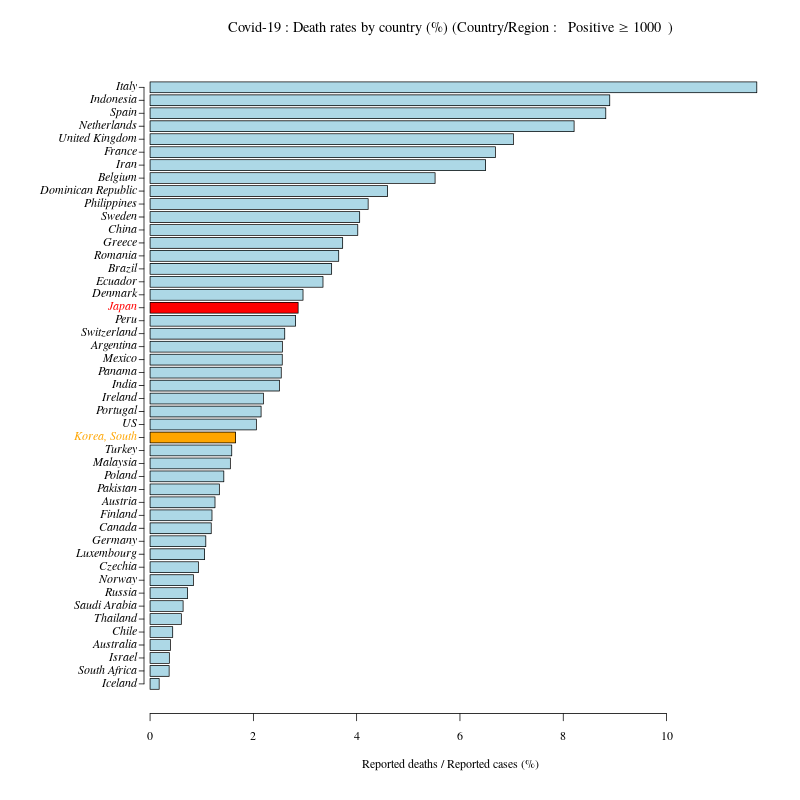 Covid-19 : Death rates by country (%) (Country/Region :   Positive ≥ 1000  )
Italy
Indonesia
Spain
Netherlands
United Kingdom
France
Iran
Belgium
Dominican Republic
Philippines
Sweden
China
Greece
Romania
Brazil
Ecuador
Denmark
Japan
Peru
Switzerland
Argentina
Mexico
Panama
India
Ireland
Portugal
US
Korea, South
Turkey
Malaysia
Poland
Pakistan
Austria
Finland
Canada
Germany
Luxembourg
Czechia
Norway
Russia
Saudi Arabia
Thailand
Chile
Australia
Israel
South Africa
Iceland
0 2 4 6 8 10
Reported deaths / Reported cases (%)